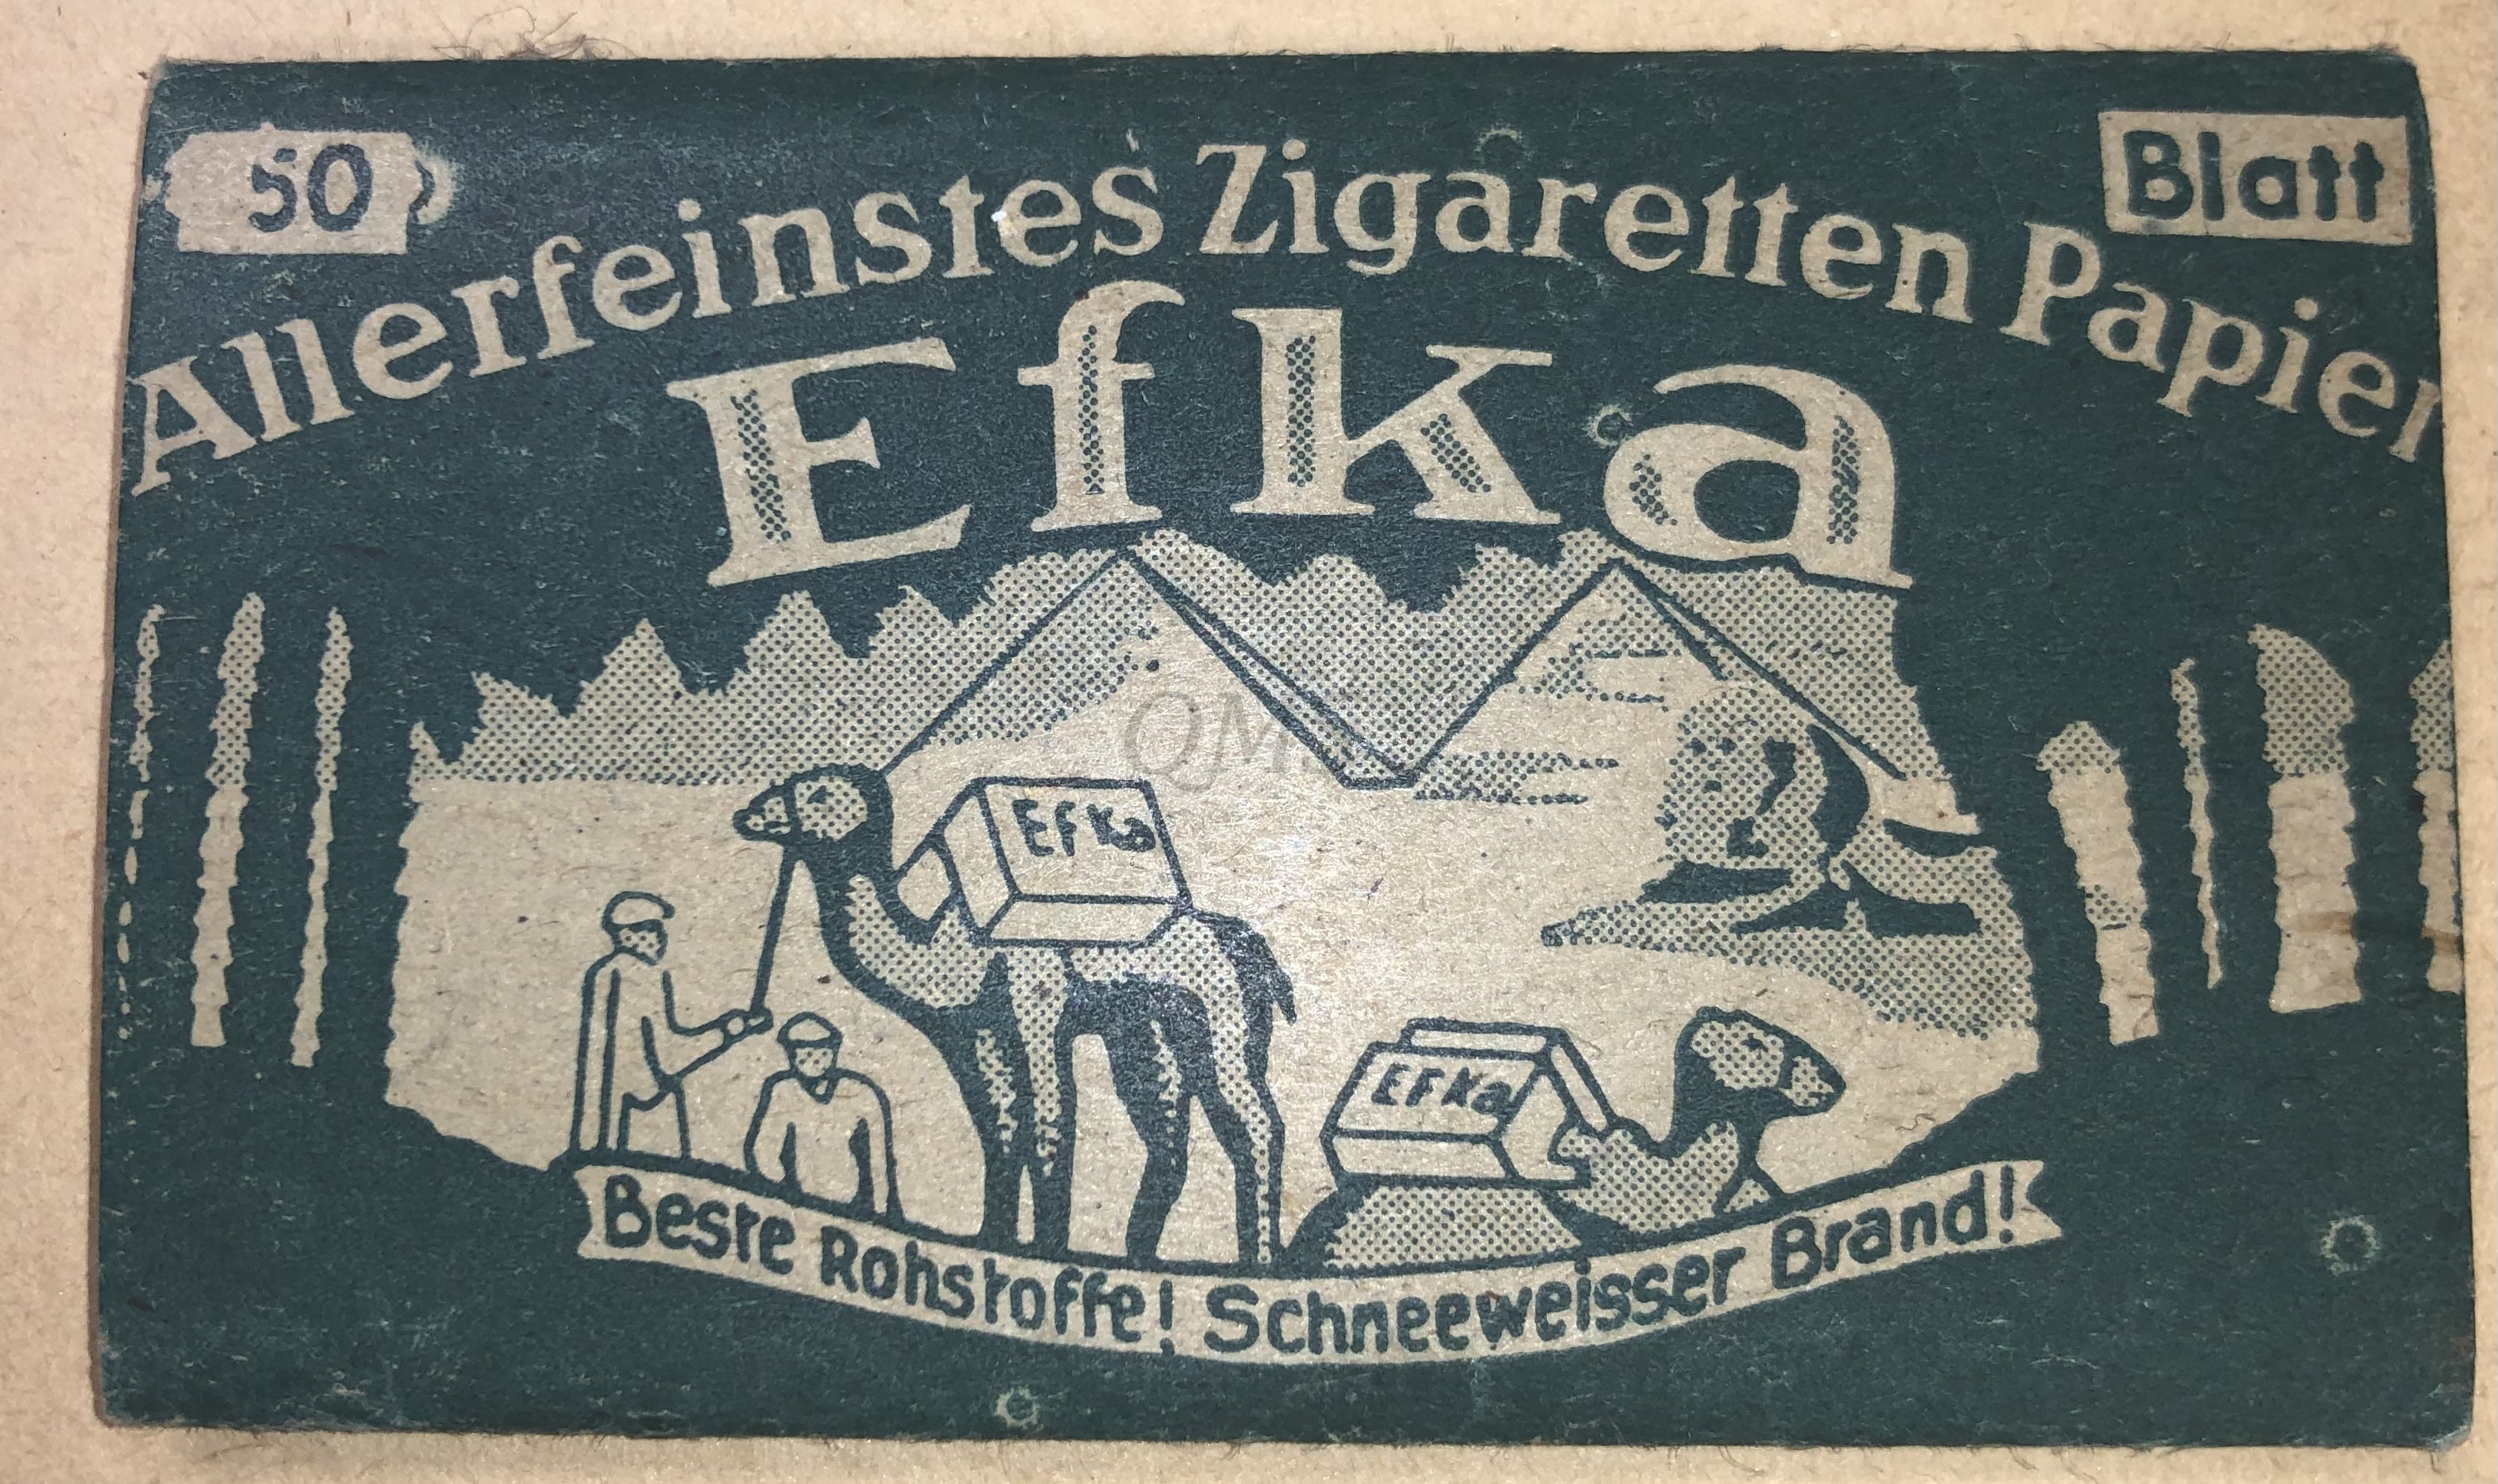 50
Blatt
Allerfeinstes Zigaretten Papier
Efka
Efka
EFKa
Beste Rohstoffe! Schneeweisser Brand!